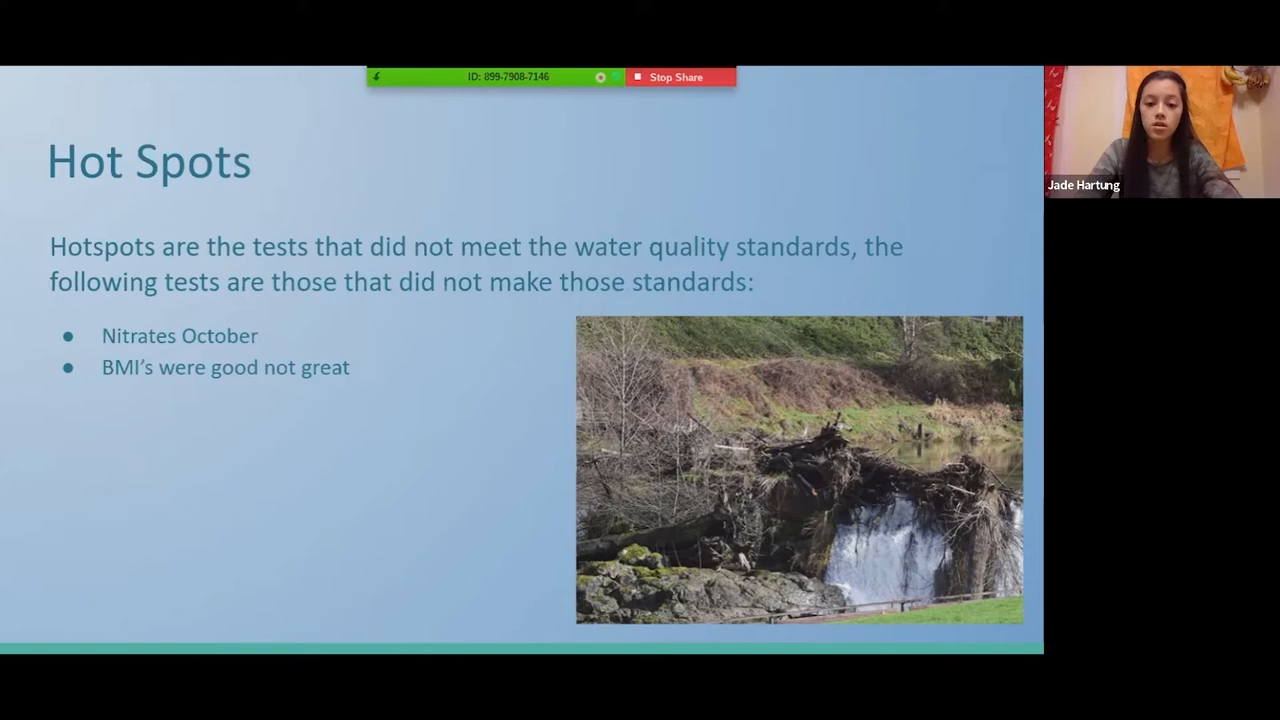 ID: 899-7908-7146
Stop Share
Hot Spots
Jade Hartung
Hotspots are the tests that did not meet the water quality standards, the
following tests are those that did not make those standards:
● Nitrates October
● BMI’s were good not great